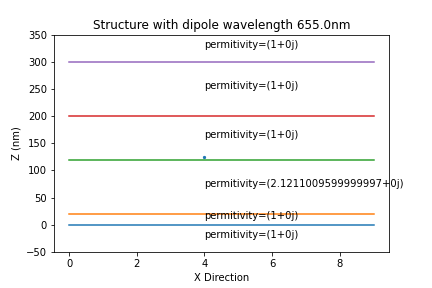 Structure with dipole wavelength 655.0nm
350
300
250
200
150
100
50
0
−50
Z (nm)
permitivity=(1+0j)
permitivity=(1+0j)
permitivity=(1+0j)
permitivity=(2.1211009599999997+0j)
permitivity=(1+0j)
permitivity=(1+0j)
0 2 4 6 8
X Direction